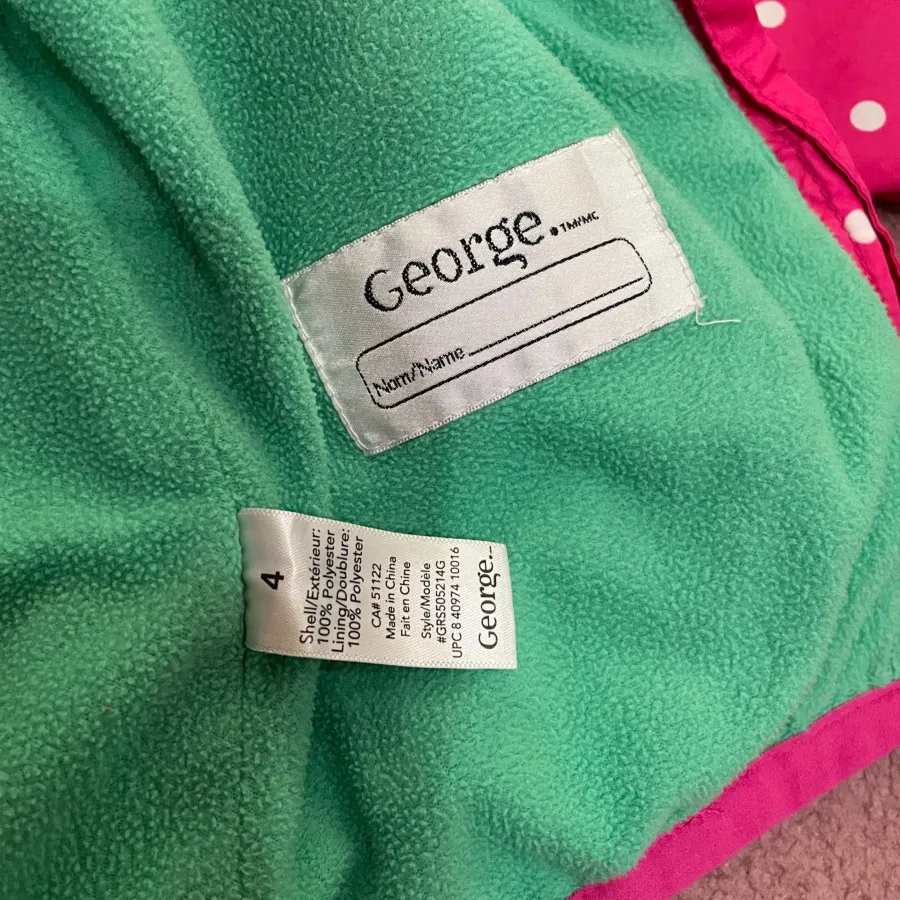 George. TM/MC
Nom/Name
4
Shell/Extérieur:
100% Polyester
Lining/Doublure:
100% Polyester
CA# 51122
Made in China
Fait en Chine
Style/Modèle
#GRS505214G
UPC 8 40974 10016
George.